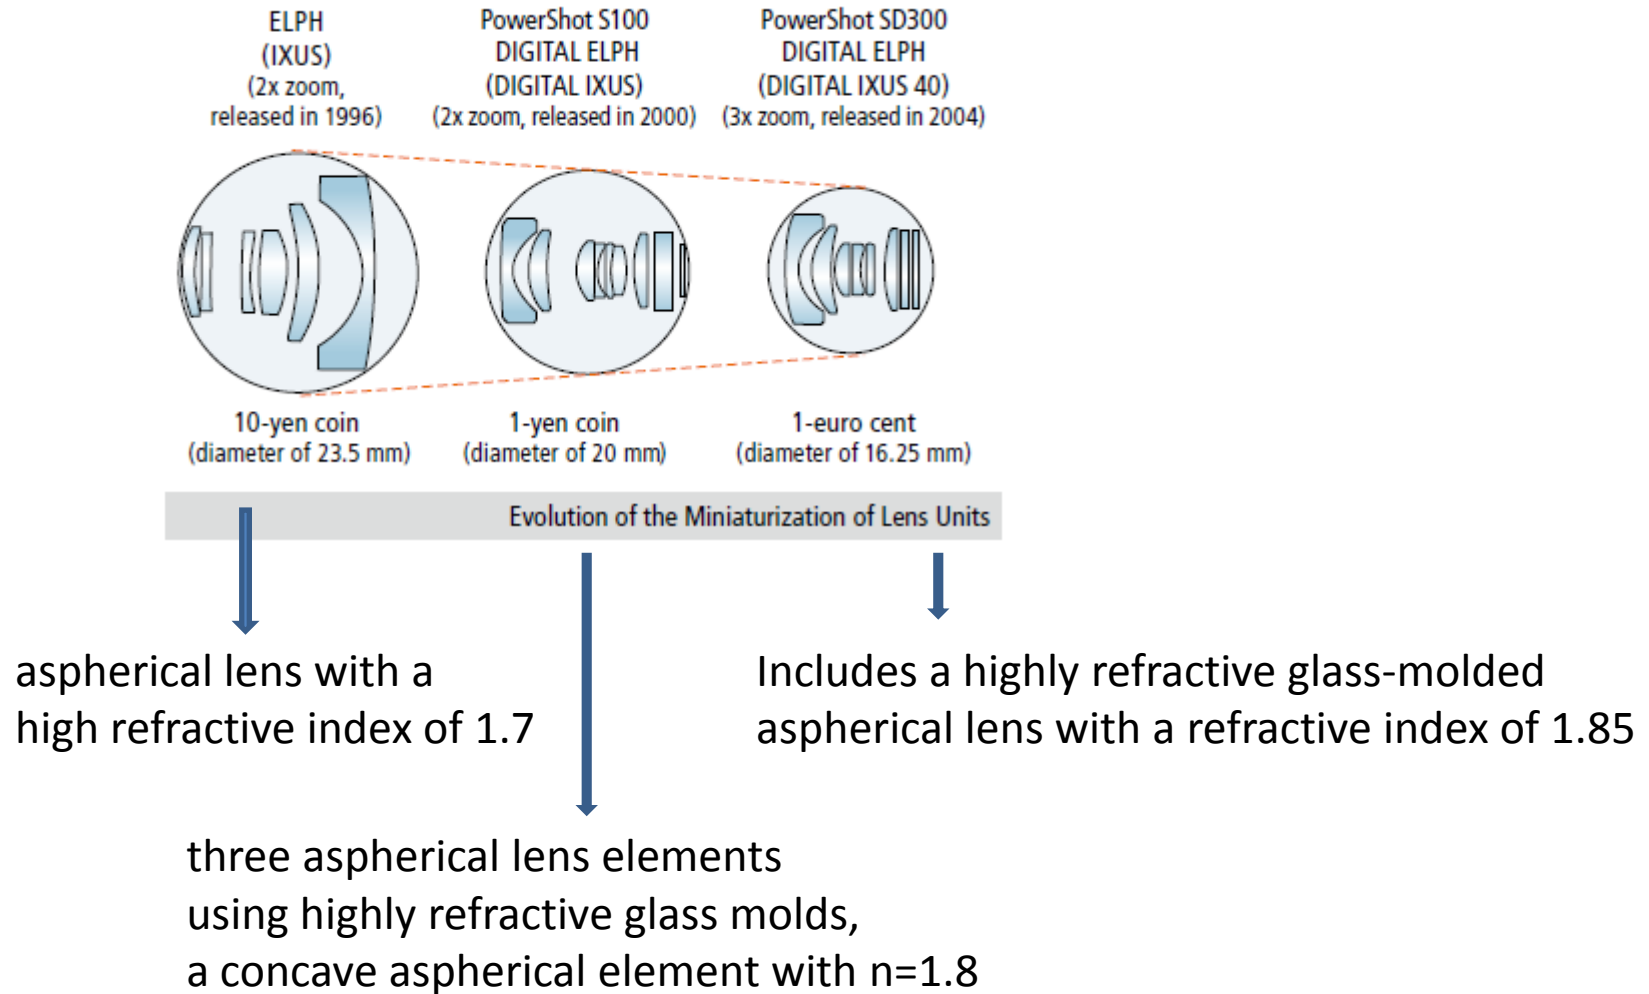 ELPH
(IXUS)
(2x zoom,
released in 1996)
PowerShot S100
DIGITAL ELPH
(DIGITAL IXUS)
(2x zoom, released in 2000)
PowerShot SD300
DIGITAL ELPH
(DIGITAL IXUS 40)
(3x zoom, released in 2004)
10-yen coin
(diameter of 23.5 mm)
1-yen coin
(diameter of 20 mm)
1-euro cent
(diameter of 16.25 mm)
Evolution of the Miniaturization of Lens Units
aspherical lens with a
high refractive index of 1.7
Includes a highly refractive glass-molded
aspherical lens with a refractive index of 1.85
three aspherical lens elements
using highly refractive glass molds,
a concave aspherical element with n=1.8